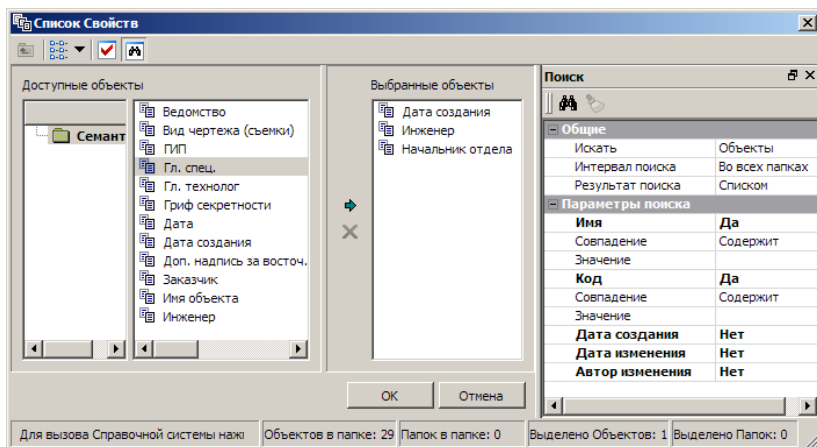 Список Свойств
Доступные объекты
Семант
Ведомство
Вид чертежа (съемки)
ГИП
Гл. спец.
Гл. технолог
Гриф секретности
Дата
Дата создания
Доп. надпись за восточ.
Заказчик
Имя объекта
Инженер
Выбранные объекты
Дата создания
Инженер
Начальник отдела
Поиск
Общие
Искать Объекты
Интервал поиска Во всех папках
Результат поиска Списком
Параметры поиска
Имя Да
Совпадение Содержит
Значение
Код Да
Совпадение Содержит
Значение
Дата создания Нет
Дата изменения Нет
Автор изменения Нет
OK Отмена
Для вызова Справочной системы наж Объектов в папке: 29 Папок в папке: 0 Выделено Объектов: 1 Выделено Папок: 0